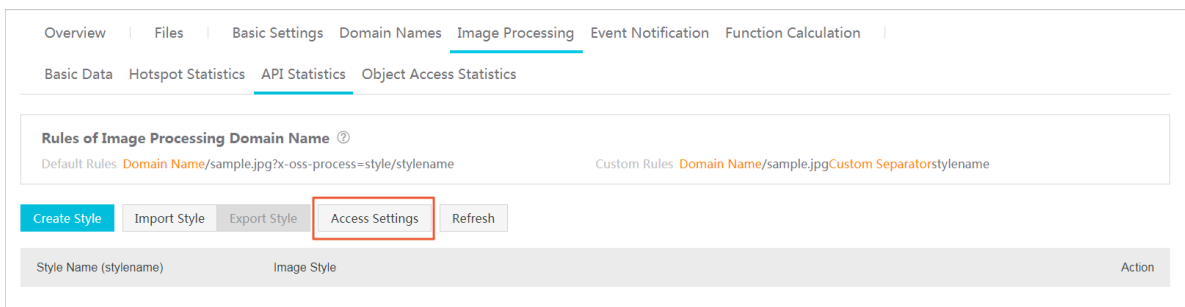 Overview Files Basic Settings Domain Names Image Processing Event Notification Function Calculation
Basic Data Hotspot Statistics API Statistics Object Access Statistics
Rules of Image Processing Domain Name ?
Default Rules Domain Name/sample.jpg?x-oss-process=style/stylename Custom Rules Domain Name/sample.jpgCustom Separatorstylename
Create Style Import Style Export Style Access Settings Refresh
Style Name (stylename) Image Style Action